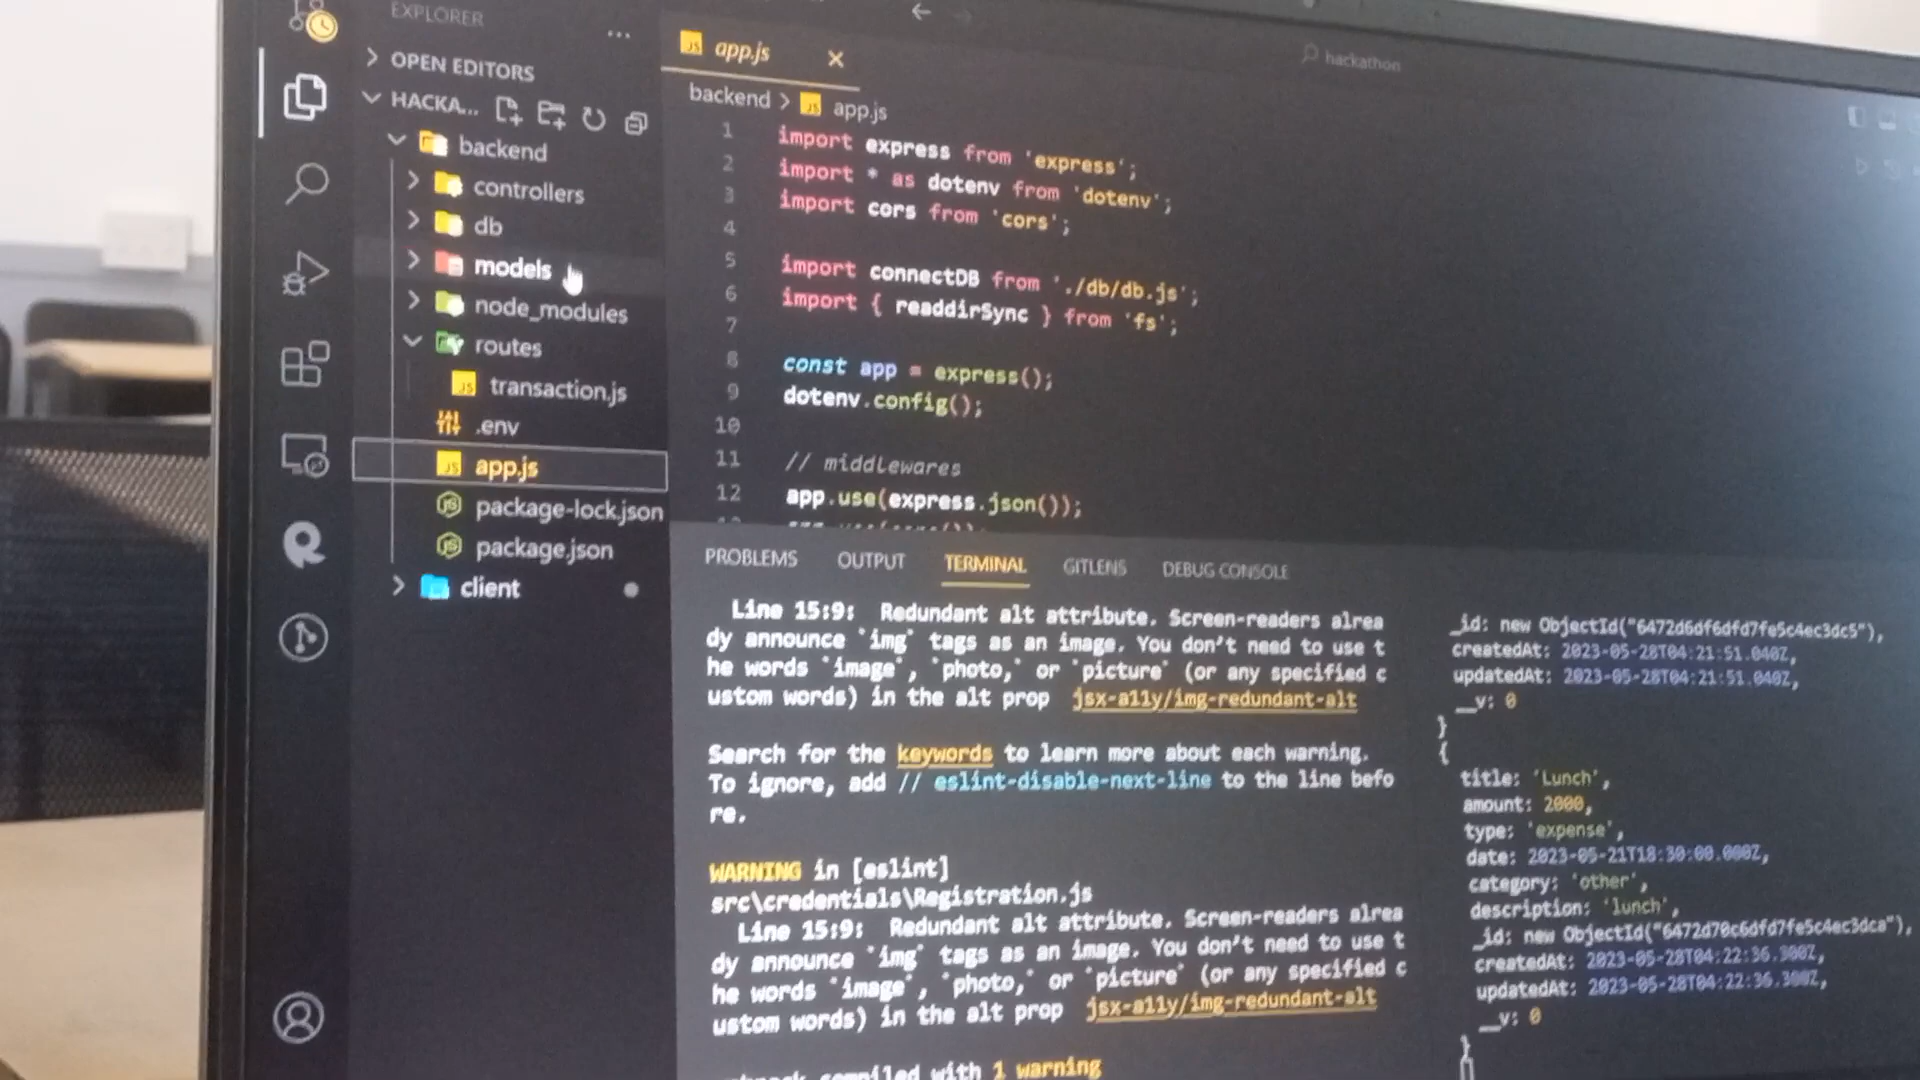 EXPLORER
...
OPEN EDITORS
HACKA...
backend
controllers
db
models
node_modules
routes
transaction.js
.env
app.js
package-lock.json
package.json
client
app.js
hackathon
backend > app.js
1 import express from 'express';
2 import * as dotenv from 'dotenv';
3 import cors from 'cors';
4
5 import connectDB from './db/db.js';
6 import { readdirSync } from 'fs';
7
8 const app = express();
9 dotenv.config();
10
11 // middlewares
12 app.use(express.json());
PROBLEMS OUTPUT TERMINAL GITLENS DEBUG CONSOLE
Line 15:9: Redundant alt attribute. Screen-readers alrea
dy announce `img` tags as an image. You don't need to use t
he words `image`, `photo,` or `picture` (or any specified c
ustom words) in the alt prop jsx-a11y/img-redundant-alt
Search for the keywords to learn more about each warning.
To ignore, add // eslint-disable-next-line to the line befo
re.
WARNING in [eslint]
src\credentials\Registration.js
Line 15:9: Redundant alt attribute. Screen-readers alrea
dy announce `img` tags as an image. You don't need to use t
he words `image`, `photo,` or `picture` (or any specified c
ustom words) in the alt prop jsx-a11y/img-redundant-alt
compiled with 1 warning
_id: new ObjectId("6472d6df6dfd7fe5c4ec3dc5"),
createdAt: 2023-05-28T04:21:51.040Z,
updatedAt: 2023-05-28T04:21:51.040Z,
__v: 0
}
{
title: 'Lunch',
amount: 2000,
type: 'expense',
date: 2023-05-21T18:30:00.000Z,
category: 'other',
description: 'lunch',
_id: new ObjectId("6472d70c6dfd7fe5c4ec3dca"),
createdAt: 2023-05-28T04:22:36.300Z,
updatedAt: 2023-05-28T04:22:36.300Z,
__v: 0
}